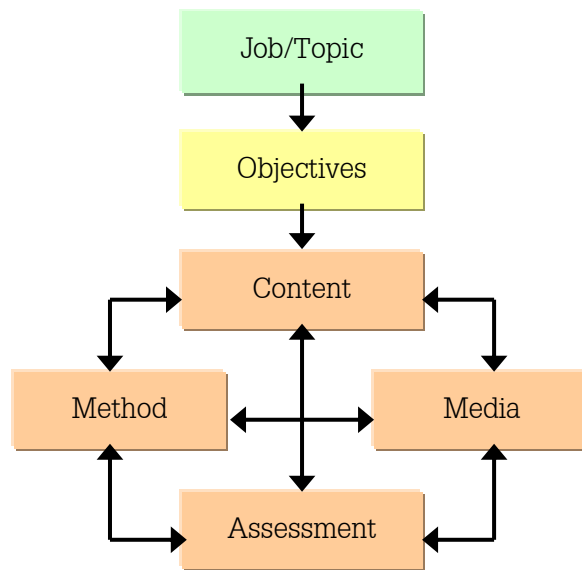 Job/Topic
Objectives
Content
Method
Media
Assessment